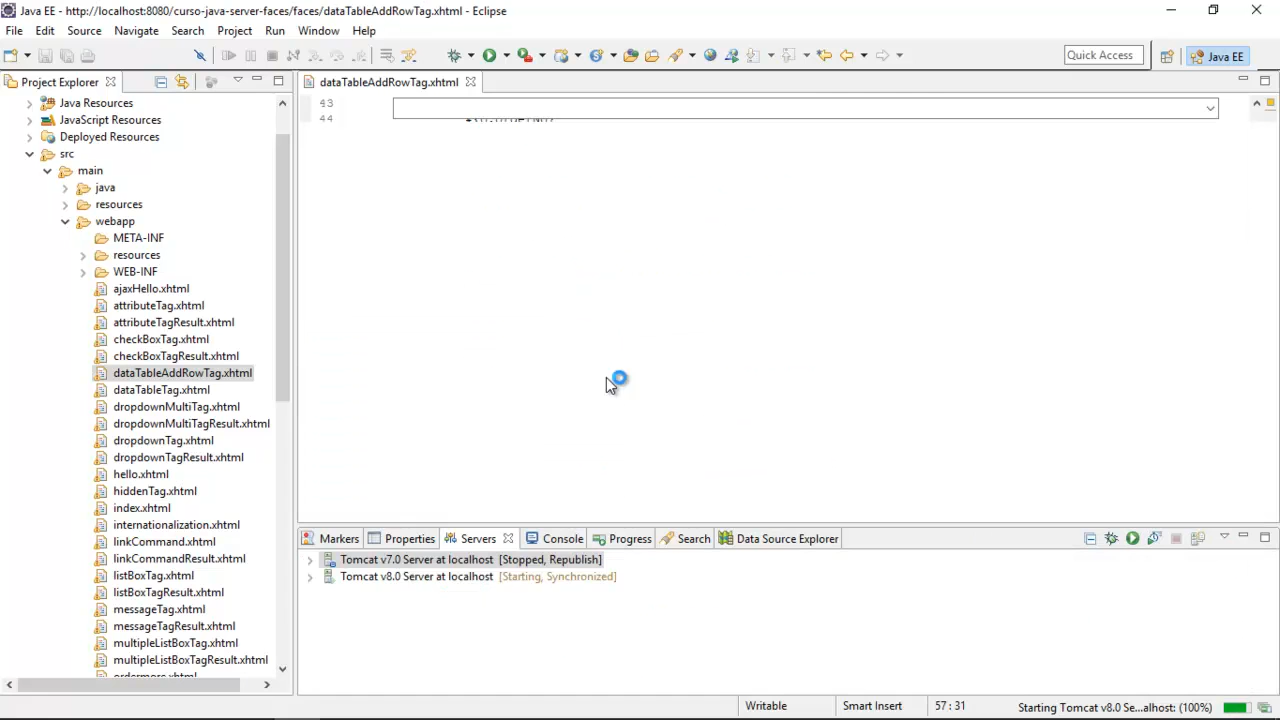 Java EE - http://localhost:8080/curso-java-server-faces/faces/dataTableAddRowTag.xhtml - Eclipse
File Edit Source Navigate Search Project Run Window Help
Quick Access
Java EE
Project Explorer
dataTableAddRowTag.xhtml
Java Resources
JavaScript Resources
Deployed Resources
src
main
java
resources
webapp
META-INF
resources
WEB-INF
ajaxHello.xhtml
attributeTag.xhtml
attributeTagResult.xhtml
checkBoxTag.xhtml
checkBoxTagResult.xhtml
dataTableAddRowTag.xhtml
dataTableTag.xhtml
dropdownMultiTag.xhtml
dropdownMultiTagResult.xhtml
dropdownTag.xhtml
dropdownTagResult.xhtml
hello.xhtml
hiddenTag.xhtml
index.xhtml
internationalization.xhtml
linkCommand.xhtml
linkCommandResult.xhtml
listBoxTag.xhtml
listBoxTagResult.xhtml
messageTag.xhtml
messageTagResult.xhtml
multipleListBoxTag.xhtml
multipleListBoxTagResult.xhtml
43
44
Markers Properties Servers Console Progress Search Data Source Explorer
Tomcat v7.0 Server at localhost [Stopped, Republish]
Tomcat v8.0 Server at localhost [Starting, Synchronized]
Writable Smart Insert 57 : 31 Starting Tomcat v8.0 Se...alhost: (100%)